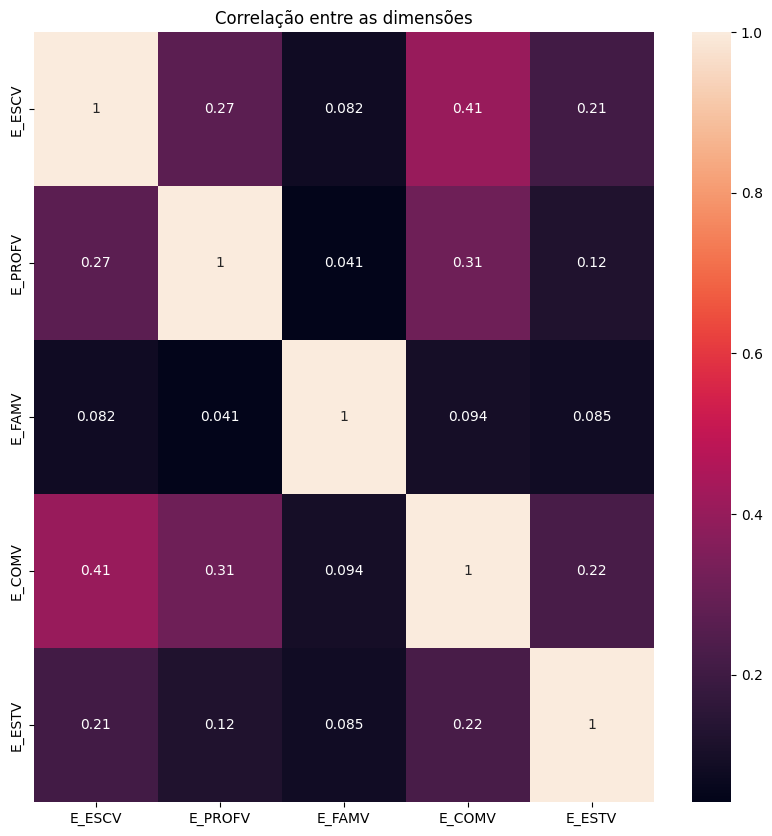 Correlação entre as dimensões
E_ESCV 1 0.27 0.082 0.41 0.21
E_PROFV 0.27 1 0.041 0.31 0.12
E_FAMV 0.082 0.041 1 0.094 0.085
E_COMV 0.41 0.31 0.094 1 0.22
E_ESTV 0.21 0.12 0.085 0.22 1
E_ESCV E_PROFV E_FAMV E_COMV E_ESTV
1.0
0.8
0.6
0.4
0.2